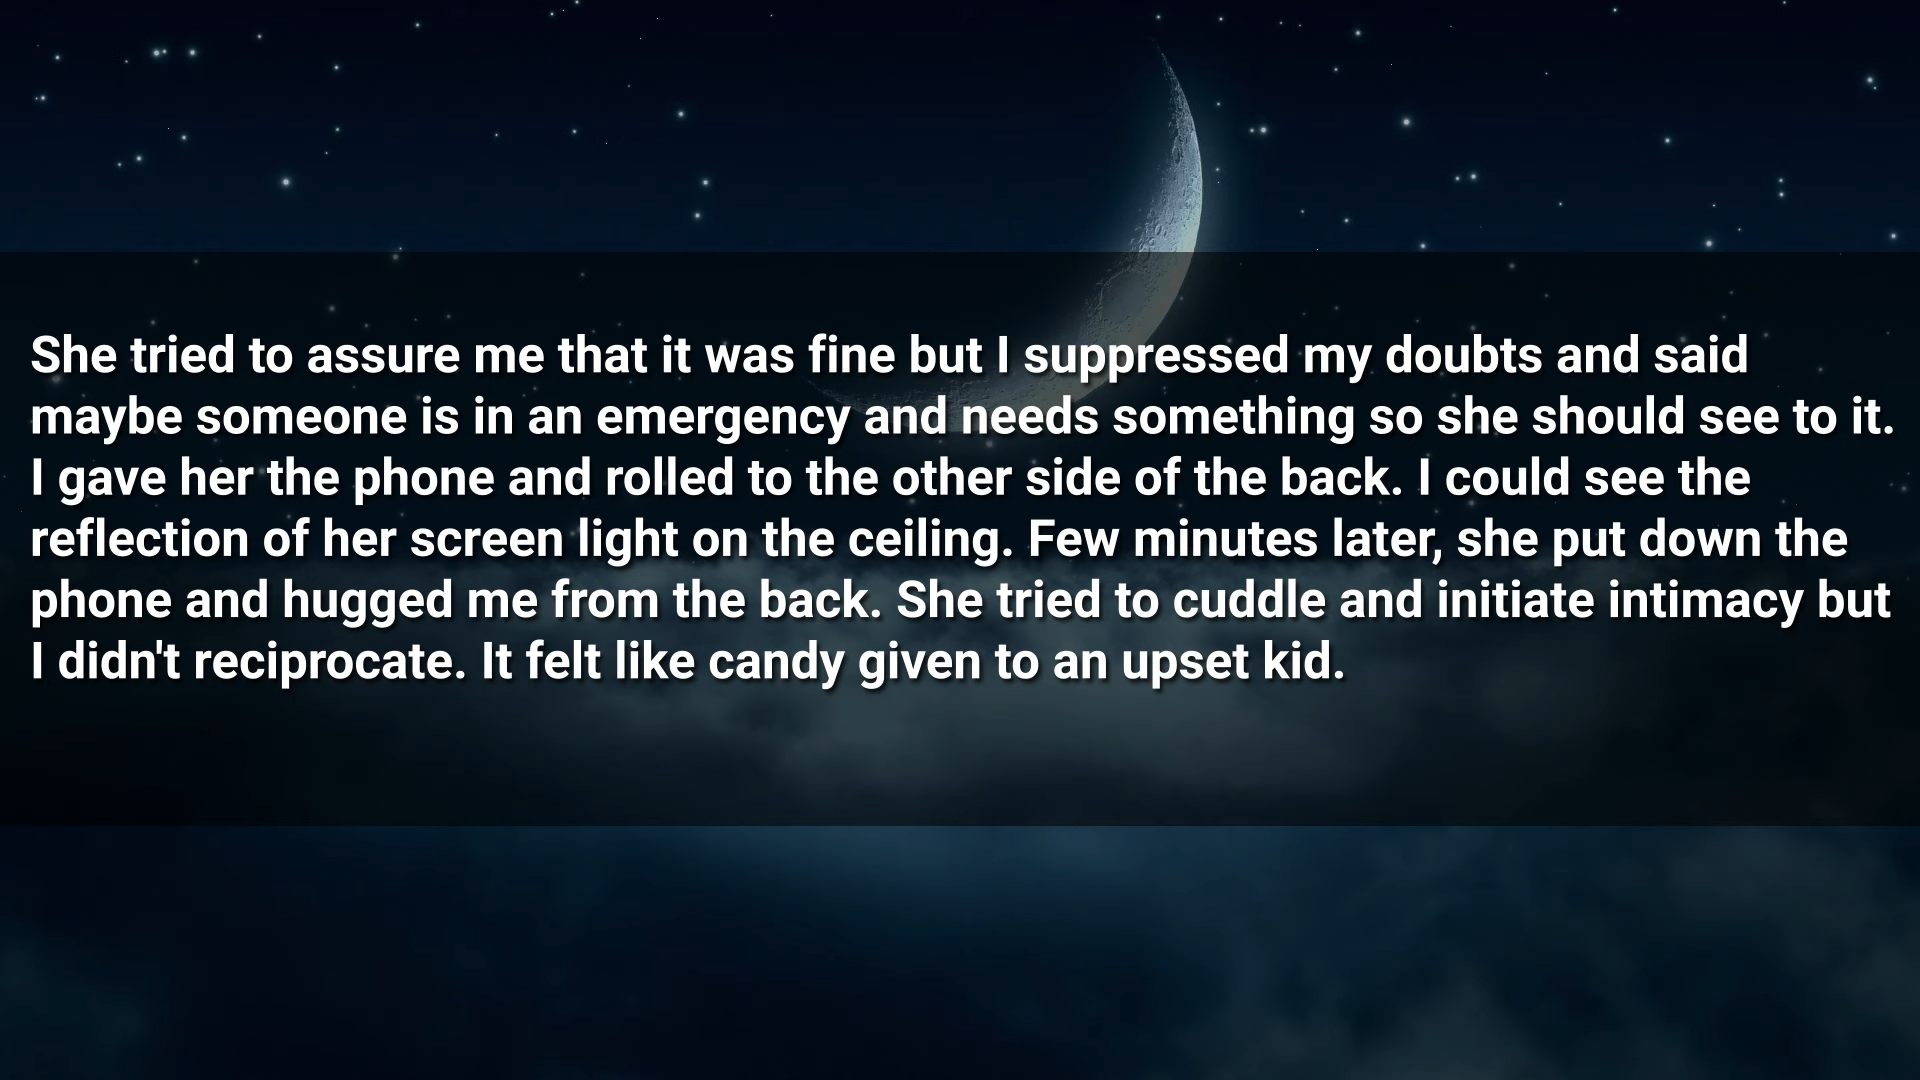 She tried to assure me that it was fine but I suppressed my doubts and said
maybe someone is in an emergency and needs something so she should see to it.
I gave her the phone and rolled to the other side of the back. I could see the
reflection of her screen light on the ceiling. Few minutes later, she put down the
phone and hugged me from the back. She tried to cuddle and initiate intimacy but
I didn't reciprocate. It felt like candy given to an upset kid.